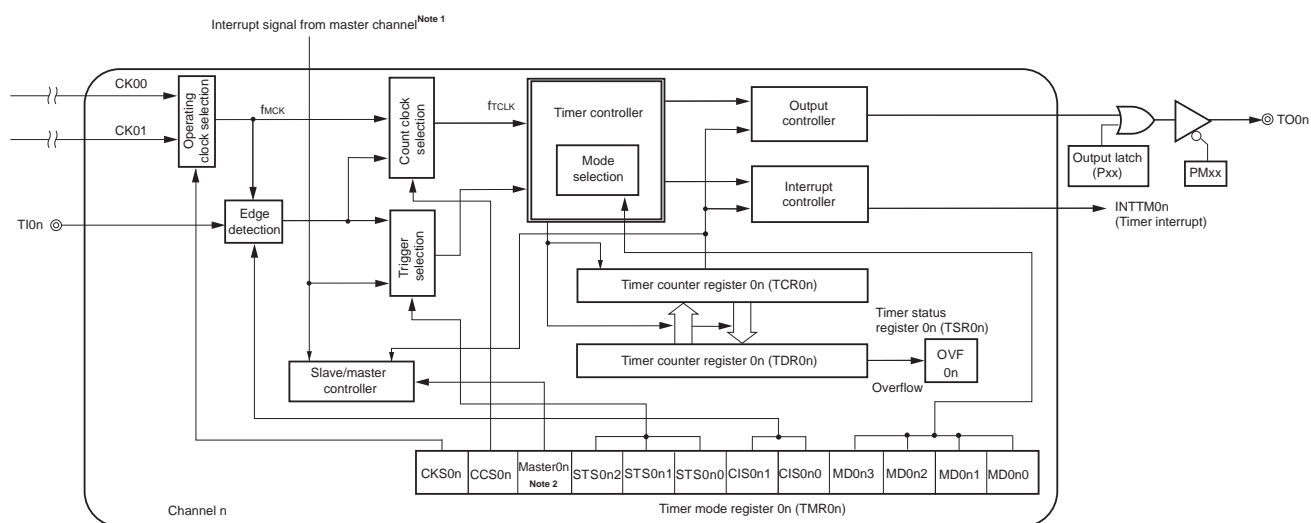 Interrupt signal from master channel Note 1
CK00
CK01
Operating
clock selection
fMCK
Count clock
selection
fTCLK
Timer controller
Mode
selection
Output
controller
Interrupt
controller
Output latch
(Pxx)
PMxx
TO0n
INTTM0n
(Timer interrupt)
TI0n
Edge
detection
Trigger
selection
Timer counter register 0n (TCR0n)
Timer status
register 0n (TSR0n)
Slave/master
controller
Timer counter register 0n (TDR0n)
OVF
0n
Overflow
CKS0n
CCS0n
Master0n
Note 2
STS0n2
STS0n1
STS0n0
CIS0n1
CIS0n0
MD0n3
MD0n2
MD0n1
MD0n0
Channel n
Timer mode register 0n (TMR0n)